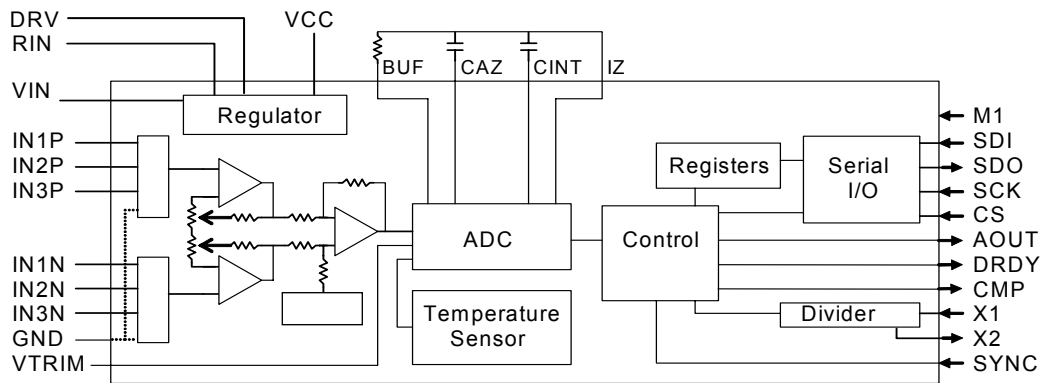 DRV
RIN
VCC
BUF
CAZ
CINT
IZ
VIN
Regulator
IN1P
IN2P
IN3P
IN1N
IN2N
IN3N
GND
VTRIM
ADC
Temperature
Sensor
Registers
Control
Serial
I/O
Divider
M1
SDI
SDO
SCK
CS
AOUT
DRDY
CMP
X1
X2
SYNC